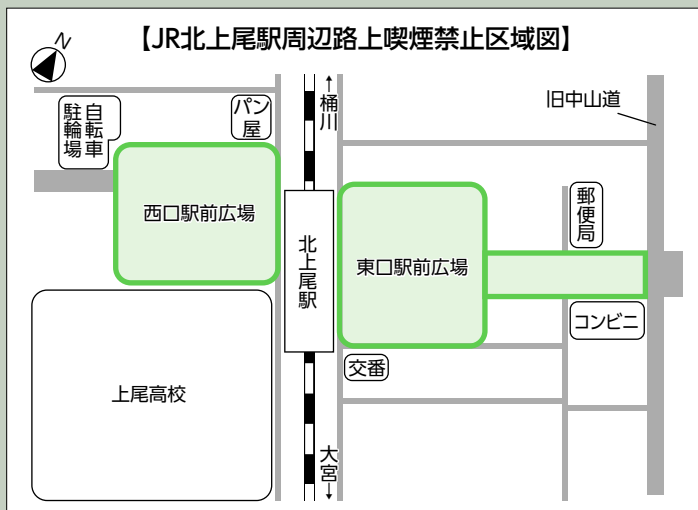 【JR北上尾駅周辺路上喫煙禁止区域図】
N
自転車
駐輪場
パン
屋
←桶川
旧中山道
西口駅前広場
北上尾駅
東口駅前広場
郵便局
コンビニ
交番
上尾高校
大宮→